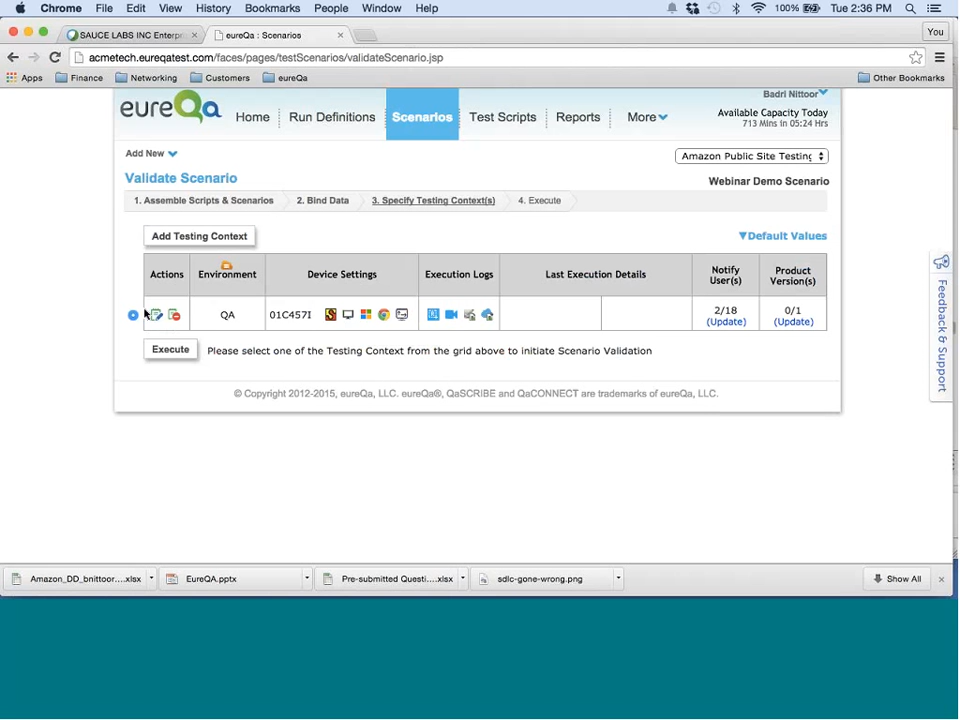 Chrome File Edit View History Bookmarks People Window Help 100% Tue 2:36 PM
SAUCE LABS INC Enterpr × eureQa : Scenarios × You
acmetech.eureqatest.com/faces/pages/testScenarios/validateScenario.jsp
Apps Finance Networking Customers eureQa Other Bookmarks
Badri Nittoor
eureQa Home Run Definitions Scenarios Test Scripts Reports More
Available Capacity Today
713 Mins in 05:24 Hrs
Add New Amazon Public Site Testing
Validate Scenario Webinar Demo Scenario
1. Assemble Scripts & Scenarios 2. Bind Data 3. Specify Testing Context(s) 4. Execute
Add Testing Context ▼Default Values
Actions Environment Device Settings Execution Logs Last Execution Details Notify User(s) Product Version(s)
QA 01C457I 2/18 0/1
(Update) (Update)
Execute Please select one of the Testing Context from the grid above to initiate Scenario Validation
© Copyright 2012-2015, eureQa, LLC. eureQa®, QaSCRIBE and QaCONNECT are trademarks of eureQa, LLC.
Feedback & Support
Amazon_DD_bnittoor....xlsx EureQA.pptx Pre-submitted Questi....xlsx sdlc-gone-wrong.png Show All ×